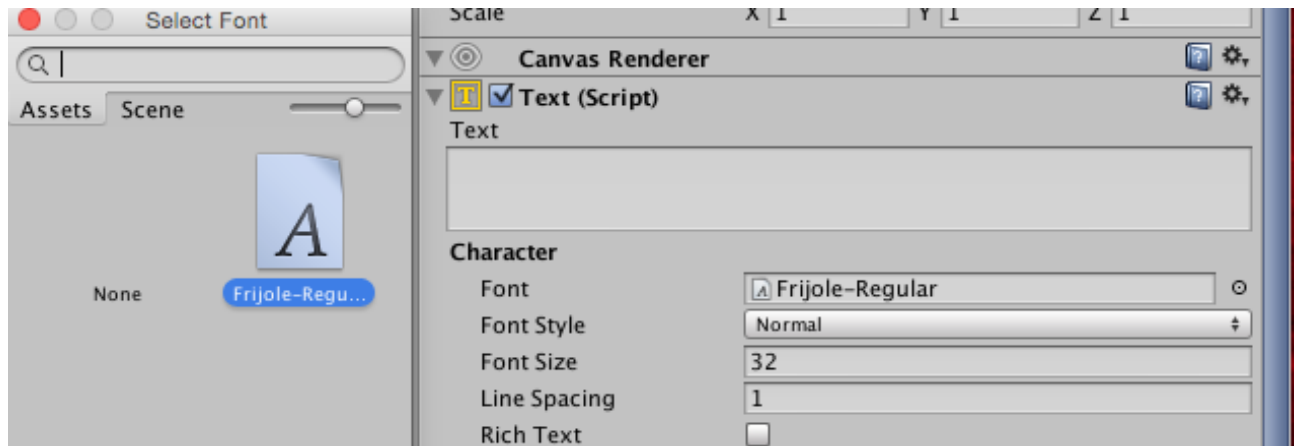 Select Font
Assets Scene
None Frijole-Regu...
Scale X 1 Y 1 Z 1
Canvas Renderer
T Text (Script)
Text
Character
Font A Frijole-Regular
Font Style Normal
Font Size 32
Line Spacing 1
Rich Text